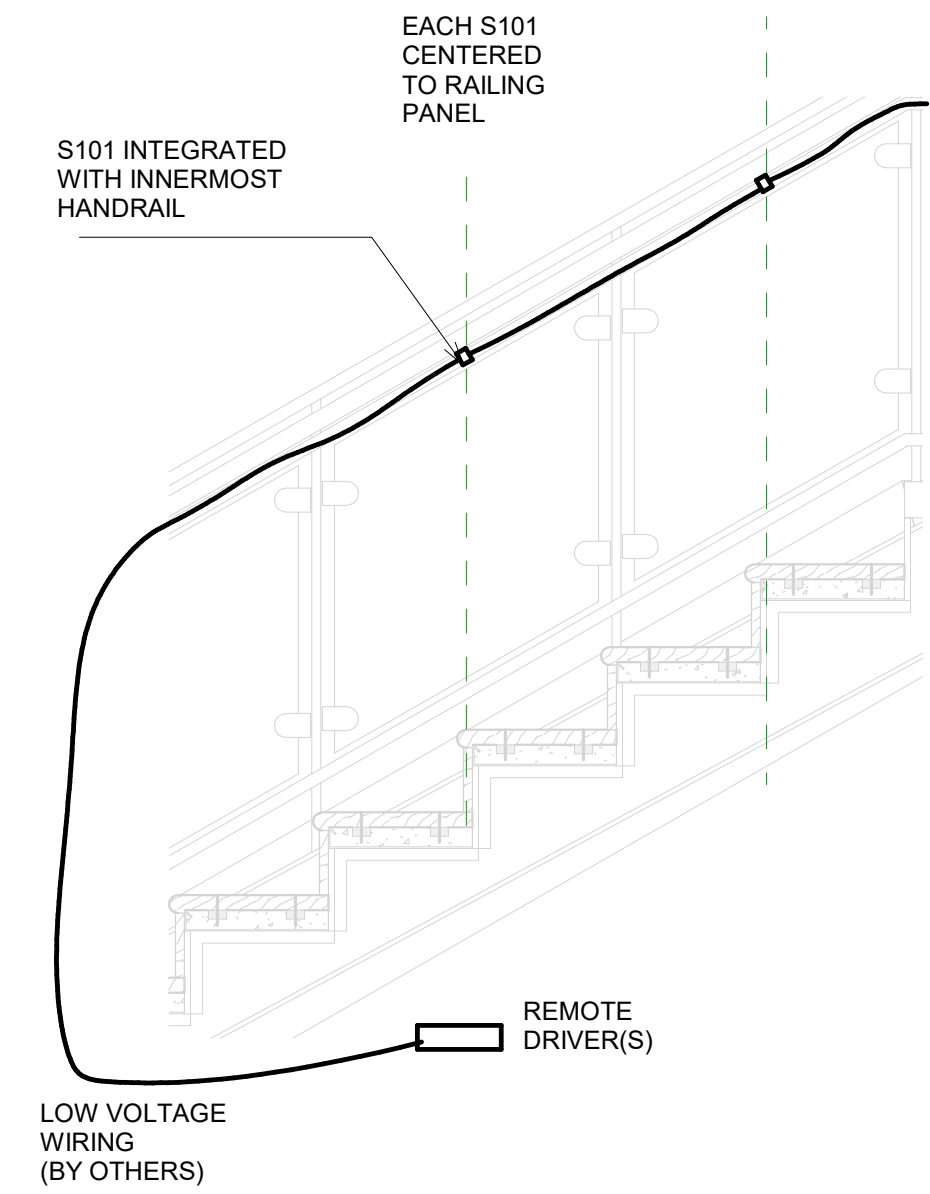 EACH S101
CENTERED
TO RAILING
PANEL
S101 INTEGRATED
WITH INNERMOST
HANDRAIL
REMOTE
DRIVER(S)
LOW VOLTAGE
WIRING
(BY OTHERS)